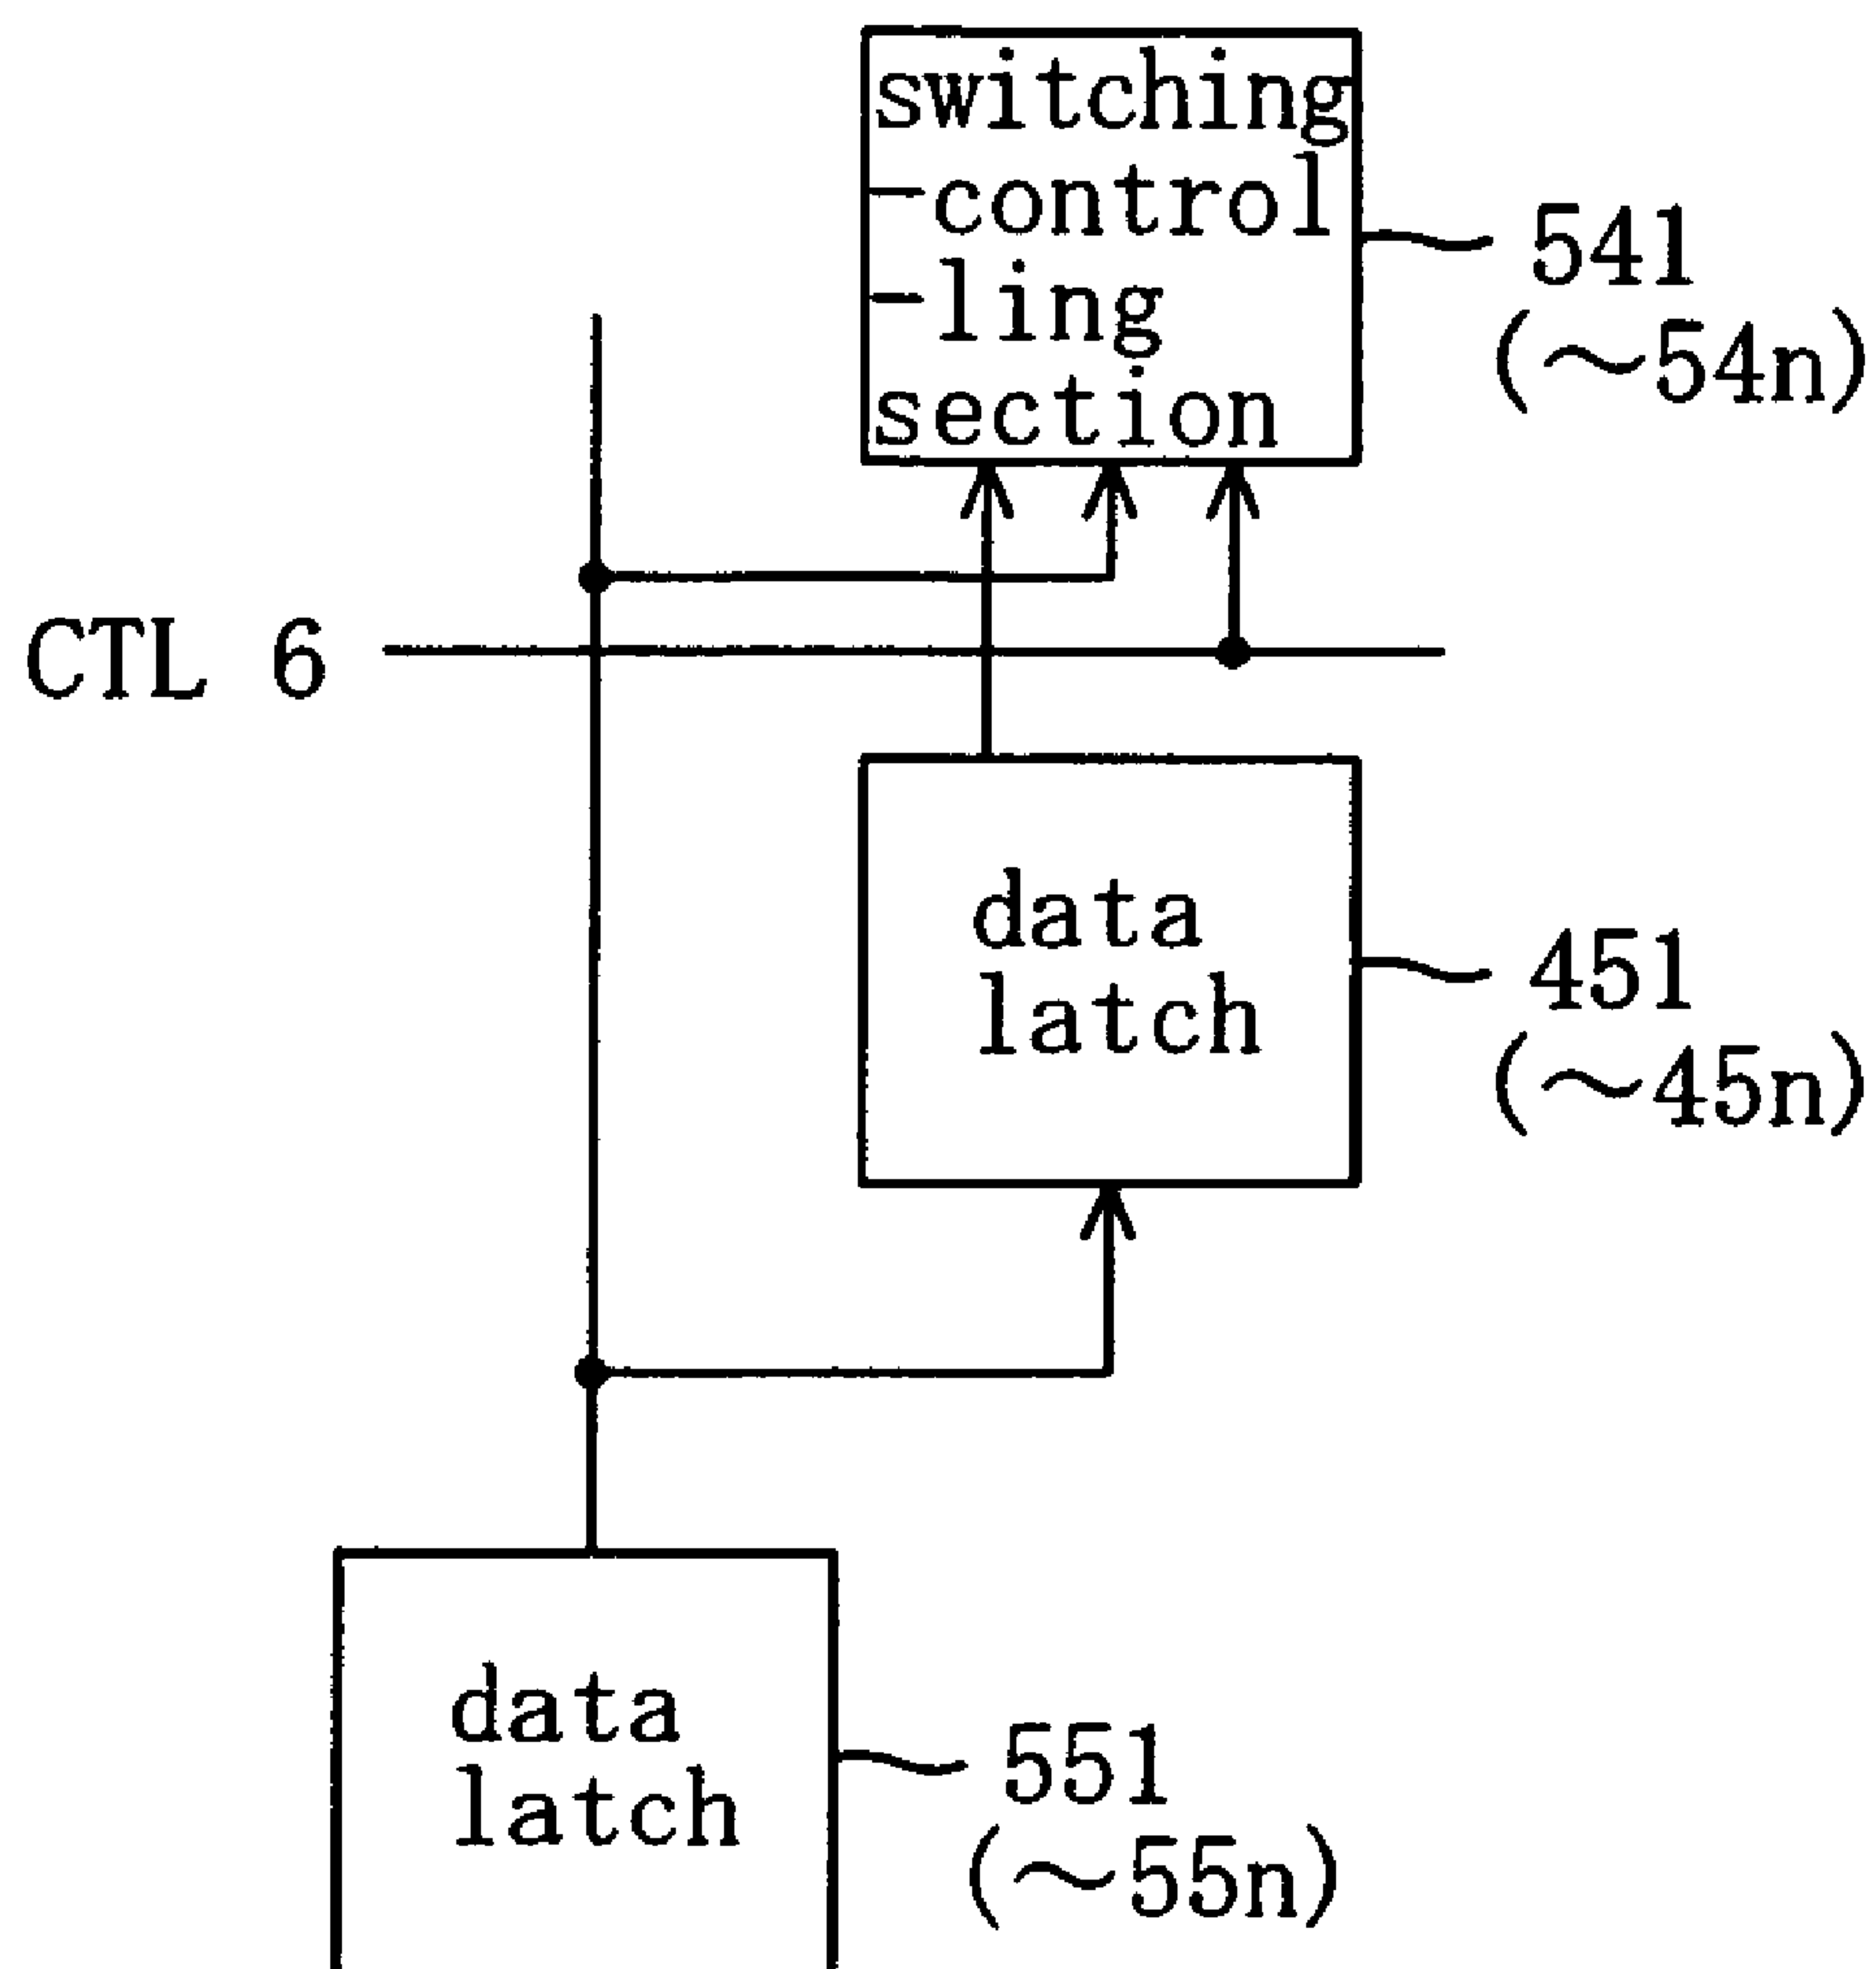 switching
-control
-ling
section
541
(～54n)
CTL 6
data
latch
451
(～45n)
data
latch
551
(～55n)